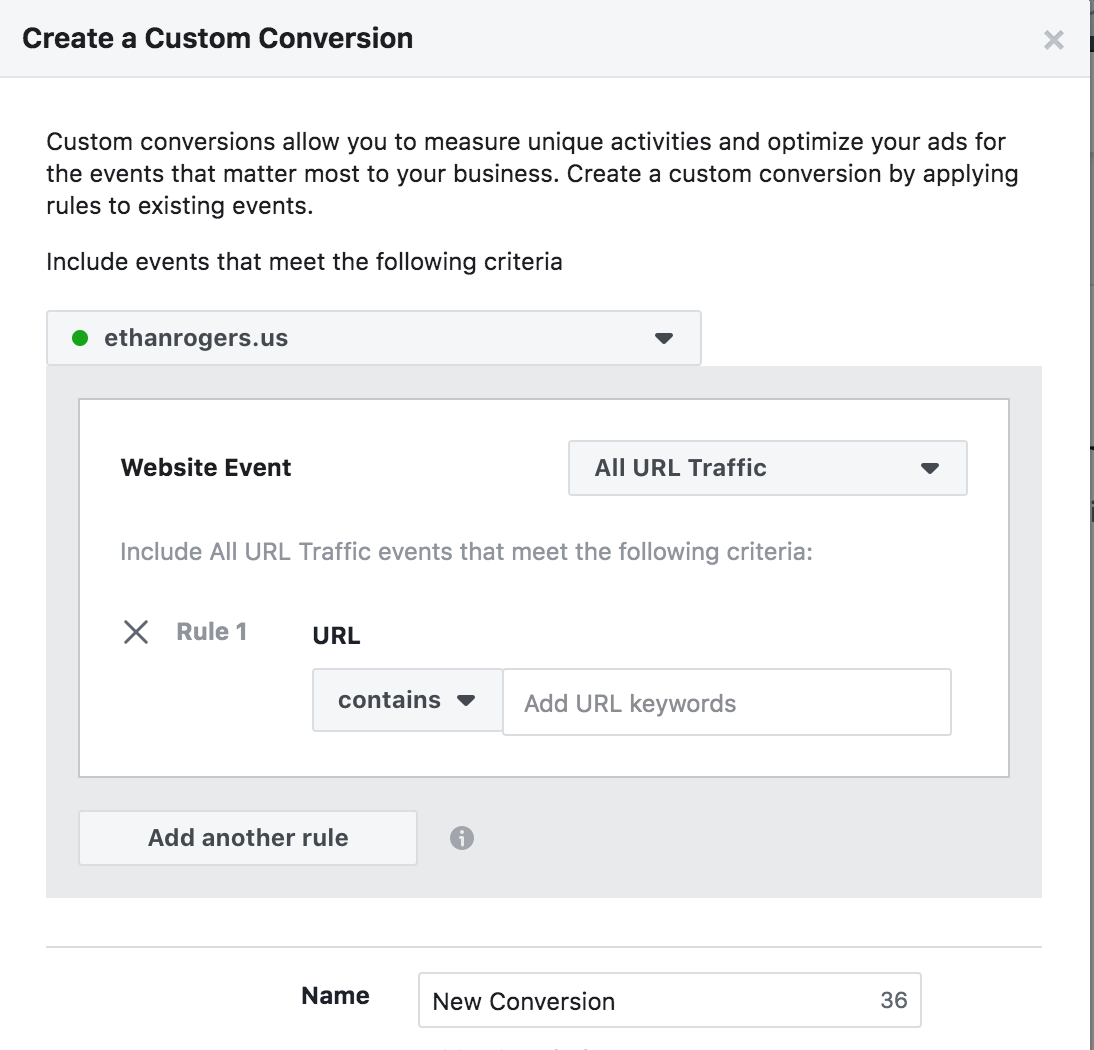 Create a Custom Conversion
Custom conversions allow you to measure unique activities and optimize your ads for
the events that matter most to your business. Create a custom conversion by applying
rules to existing events.
Include events that meet the following criteria
ethanrogers.us
Website Event
All URL Traffic
Include All URL Traffic events that meet the following criteria:
Rule 1
URL
contains
Add URL keywords
Add another rule
Name
New Conversion
36